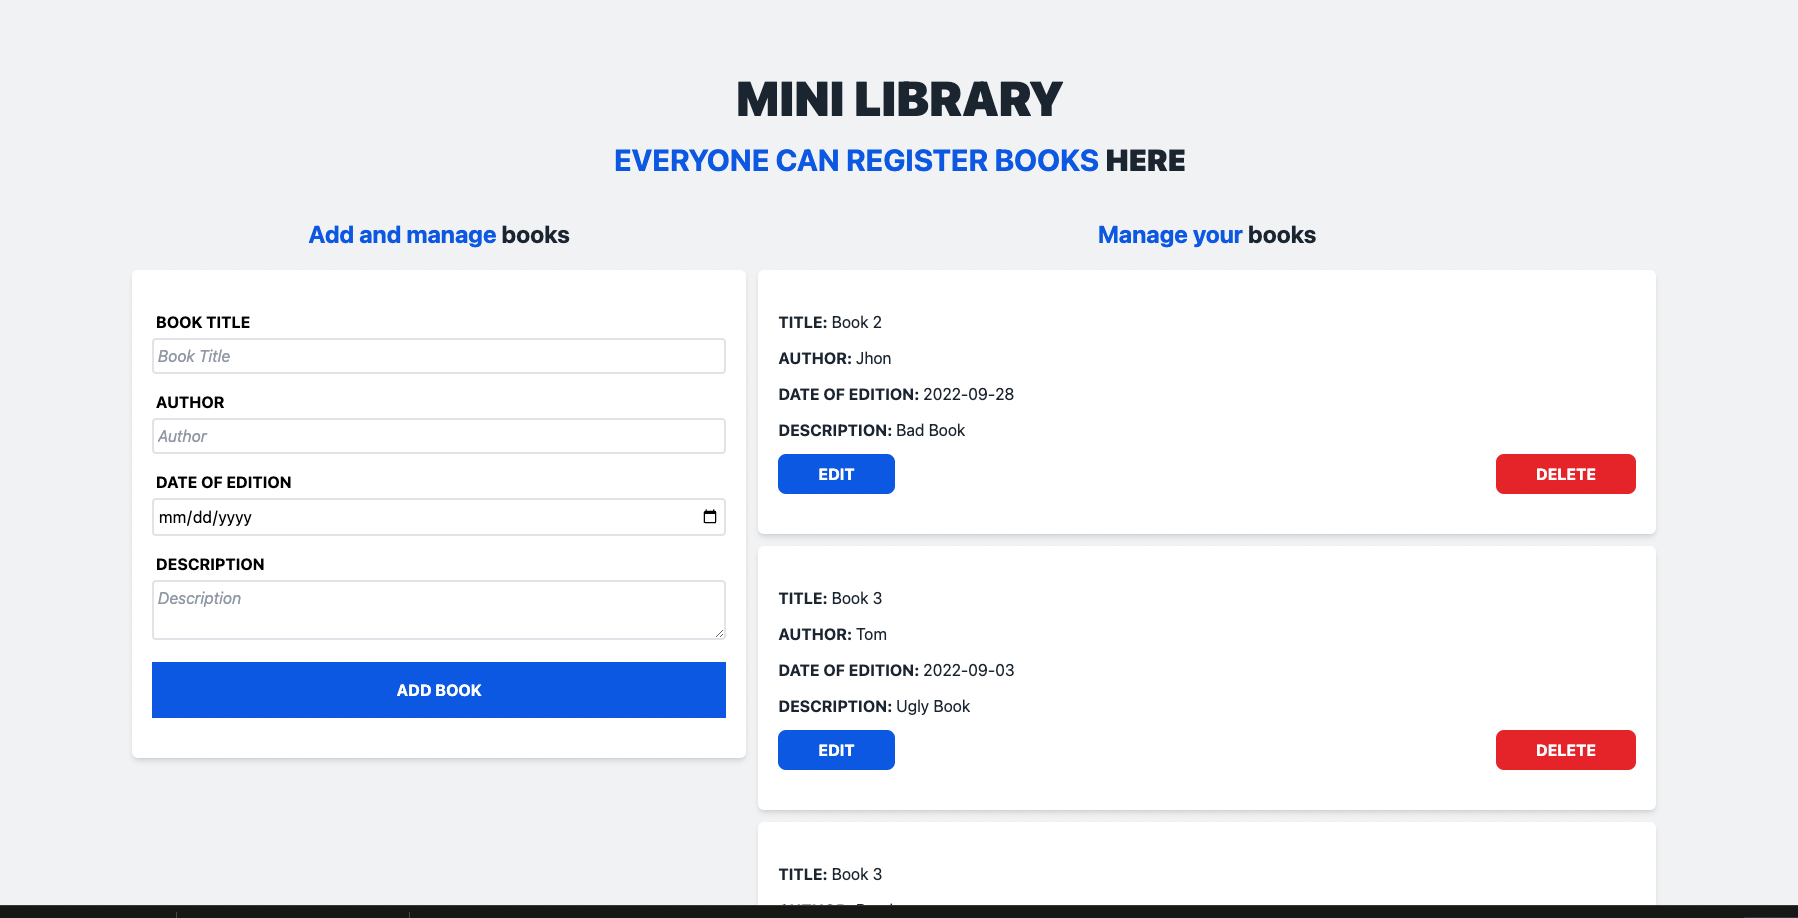 MINI LIBRARY
EVERYONE CAN REGISTER BOOKS HERE
Add and manage books
BOOK TITLE
Book Title
AUTHOR
Author
DATE OF EDITION
mm/dd/yyyy
DESCRIPTION
Description
ADD BOOK
Manage your books
TITLE: Book 2
AUTHOR: Jhon
DATE OF EDITION: 2022-09-28
DESCRIPTION: Bad Book
EDIT
DELETE
TITLE: Book 3
AUTHOR: Tom
DATE OF EDITION: 2022-09-03
DESCRIPTION: Ugly Book
EDIT
DELETE
TITLE: Book 3